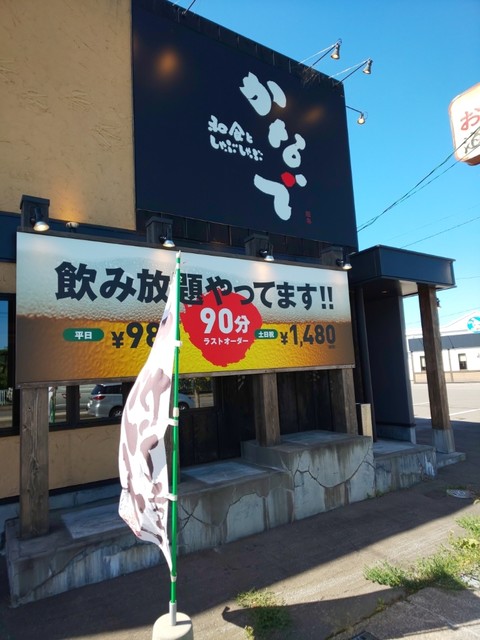 かなで
和食と
しゃぶしゃぶ
飲み放題やってます!!
平日
¥98
90分
ラストオーダー
土日祝
¥1,480
お